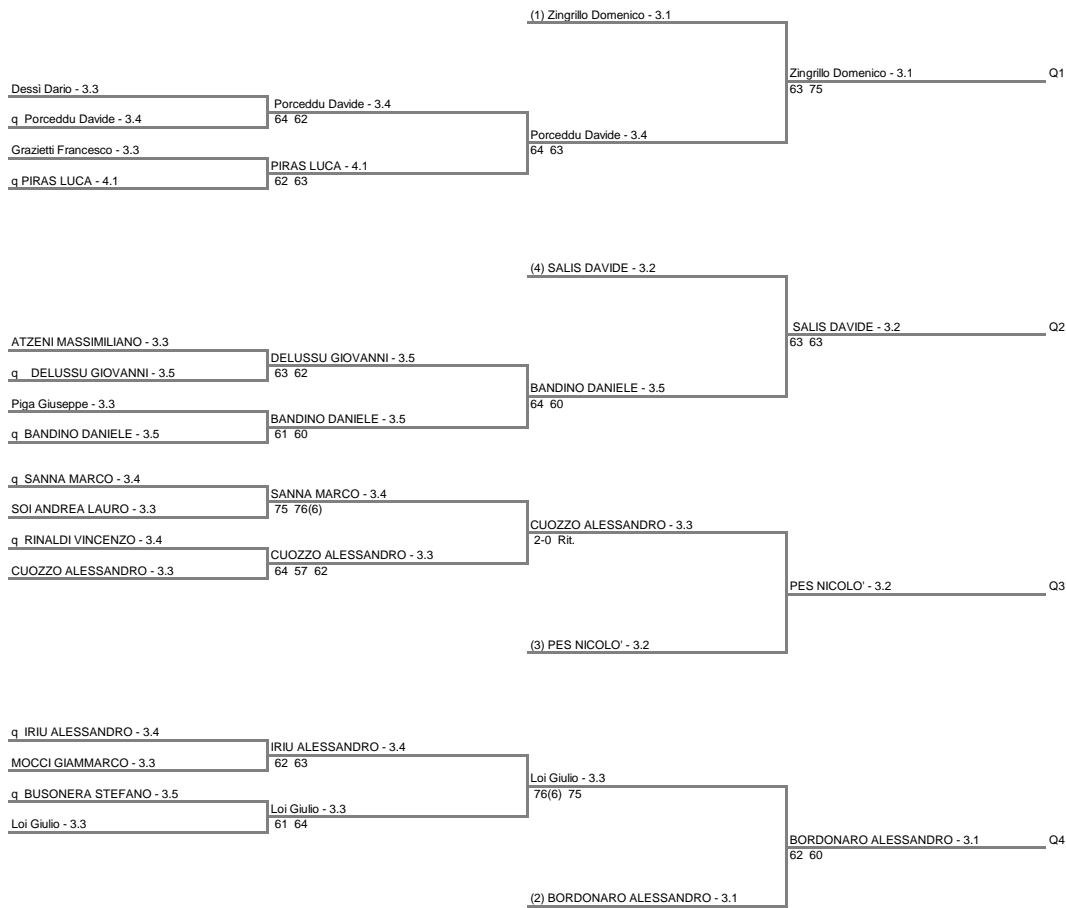 (1) Zingrillo Domenico - 3.1
Zingrillo Domenico - 3.1 Q1
63 75
Dessì Dario - 3.3
Porceddu Davide - 3.4
64 62
q Porceddu Davide - 3.4
Porceddu Davide - 3.4
64 63
Grazietti Francesco - 3.3
PIRAS LUCA - 4.1
62 63
q PIRAS LUCA - 4.1
(4) SALIS DAVIDE - 3.2
SALIS DAVIDE - 3.2 Q2
63 63
ATZENI MASSIMILIANO - 3.3
DELUSSU GIOVANNI - 3.5
63 62
q DELUSSU GIOVANNI - 3.5
BANDINO DANIELE - 3.5
64 60
Piga Giuseppe - 3.3
BANDINO DANIELE - 3.5
61 60
q BANDINO DANIELE - 3.5
q SANNA MARCO - 3.4
SANNA MARCO - 3.4
75 76(6)
SOI ANDREA LAURO - 3.3
CUOZZO ALESSANDRO - 3.3
2-0 Rit.
q RINALDI VINCENZO - 3.4
CUOZZO ALESSANDRO - 3.3
64 57 62
CUOZZO ALESSANDRO - 3.3
PES NICOLO' - 3.2 Q3
(3) PES NICOLO' - 3.2
q IRIU ALESSANDRO - 3.4
IRIU ALESSANDRO - 3.4
62 63
MOCCI GIAMMARCO - 3.3
Loi Giulio - 3.3
76(6) 75
q BUSONERA STEFANO - 3.5
Loi Giulio - 3.3
61 64
Loi Giulio - 3.3
BORDONARO ALESSANDRO - 3.1 Q4
62 60
(2) BORDONARO ALESSANDRO - 3.1